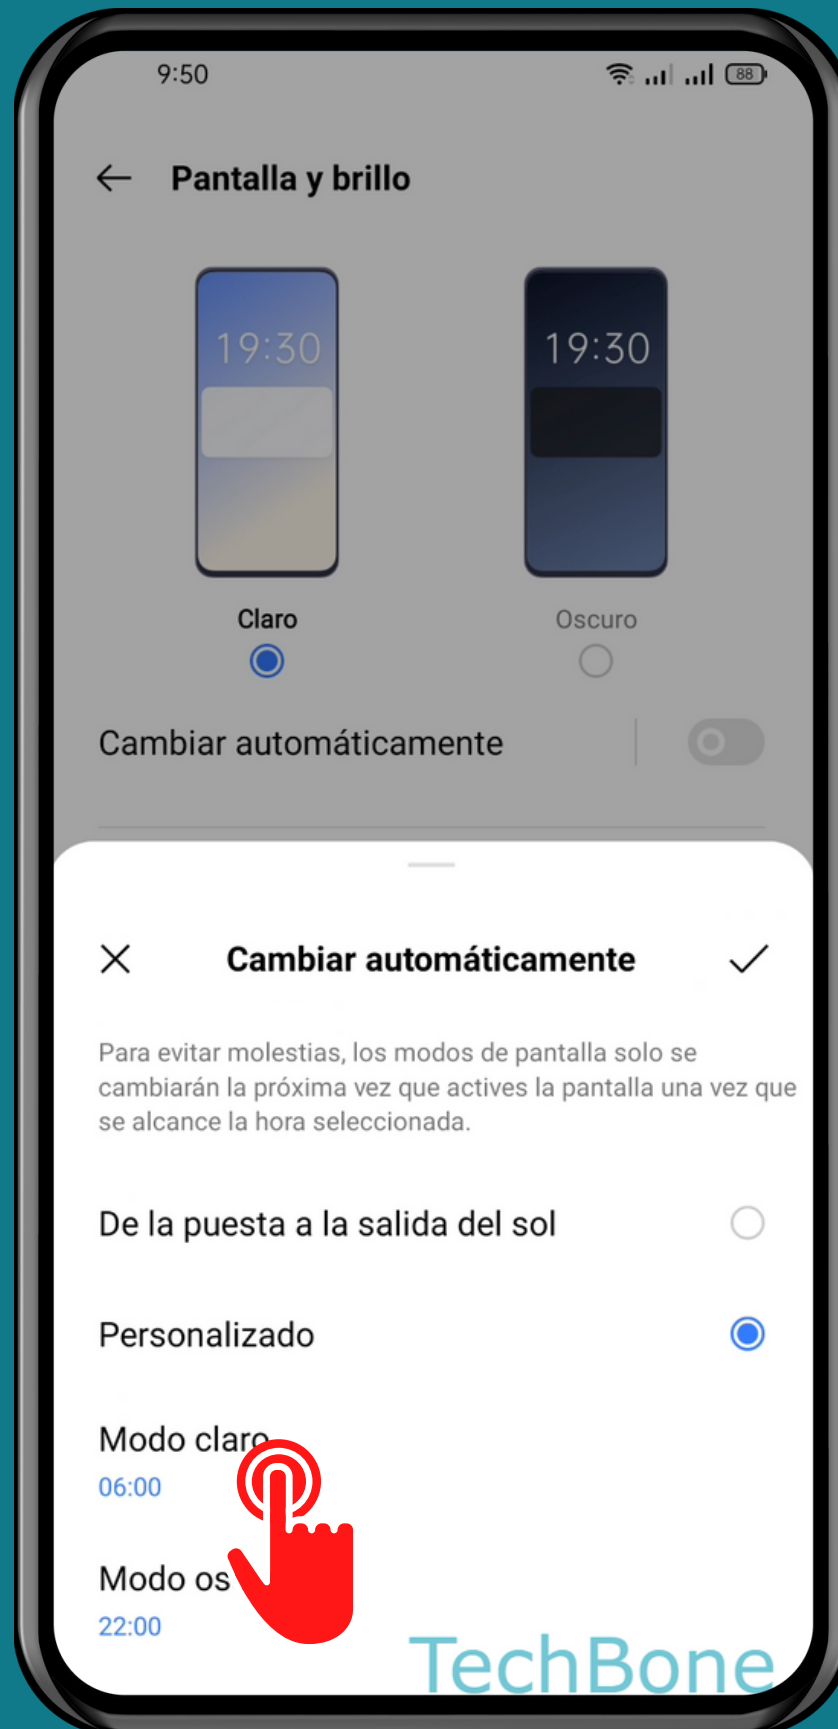 9:50
88
Pantalla y brillo
19:30
19:30
Claro
Oscuro
Cambiar automáticamente
Cambiar automáticamente
Para evitar molestias, los modos de pantalla solo se
cambiarán la próxima vez que actives la pantalla una vez que
se alcance la hora seleccionada.
De la puesta a la salida del sol
Personalizado
Modo claro
06:00
Modo os
22:00
TechBone